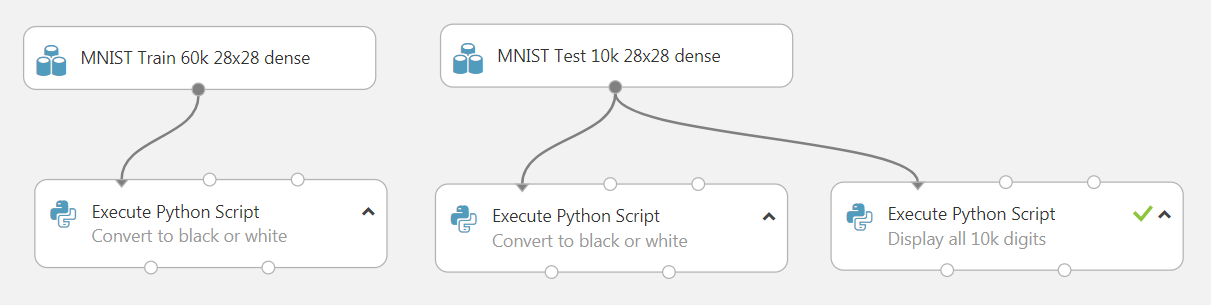 MNIST Train 60k 28x28 dense
MNIST Test 10k 28x28 dense
Execute Python Script
Convert to black or white
Execute Python Script
Convert to black or white
Execute Python Script
Display all 10k digits